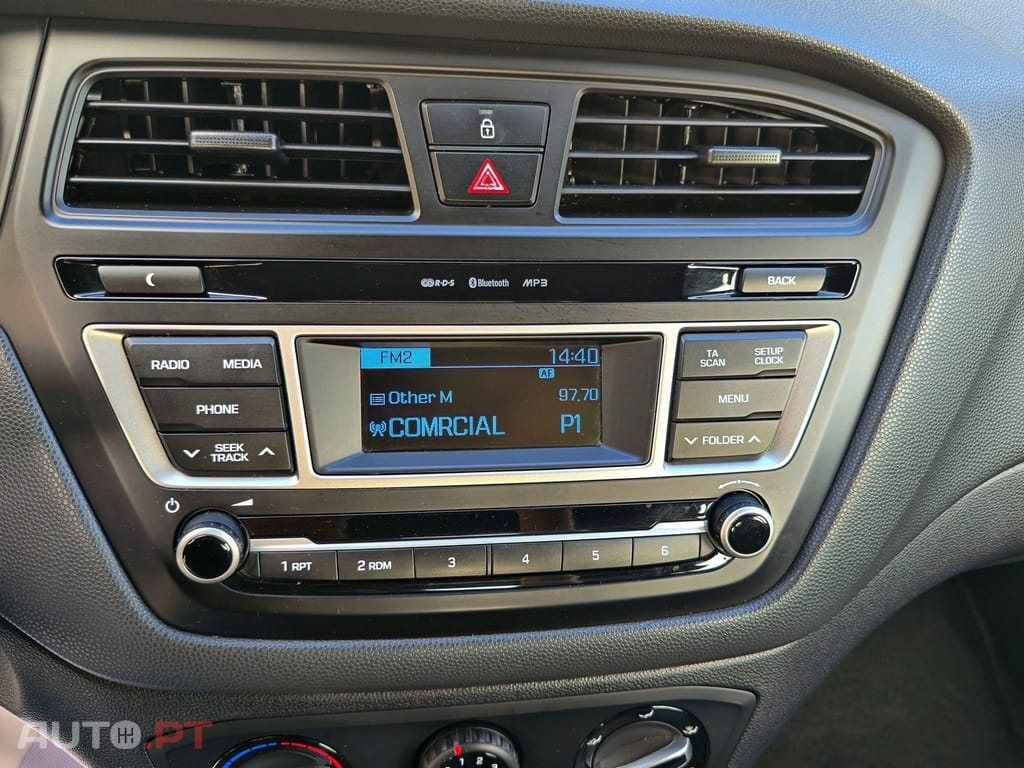 R·D·S Bluetooth MP3
BACK
RADIO MEDIA
PHONE
SEEK
TRACK
FM2 14:40
AF
Other M 97.70
COMRCIAL P1
TA
SCAN
SETUP
CLOCK
MENU
FOLDER
1 RPT 2 RDM 3 4 5 6
AUTO.PT